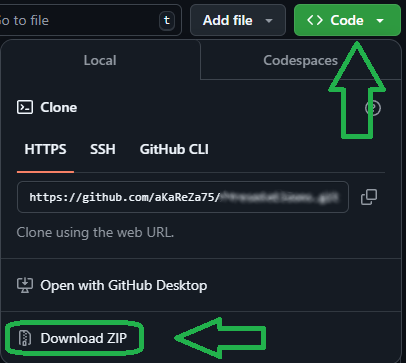 Go to file t Add file <> Code
Local Codespaces
Clone
HTTPS SSH GitHub CLI
https://github.com/aKaReZa75/
Clone using the web URL.
Open with GitHub Desktop
Download ZIP